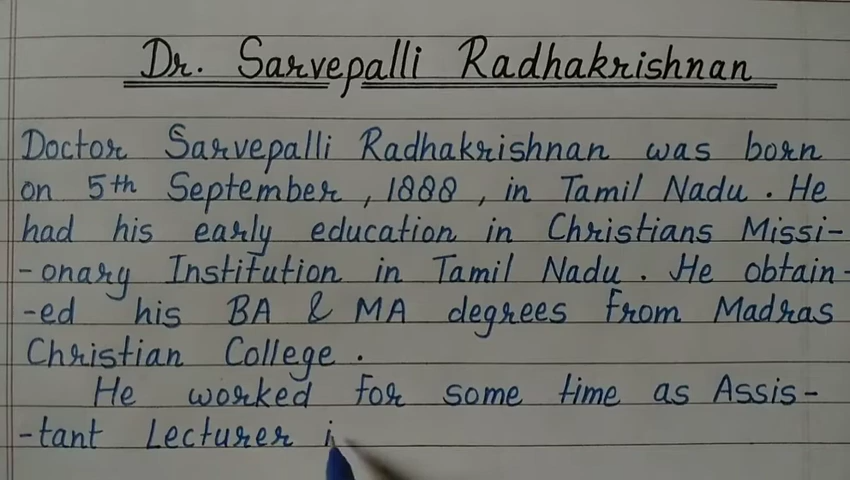 Dr. Sarvepalli Radhakrishnan
Doctor Sarvepalli Radhakrishnan was born
on 5th September , 1888 , in Tamil Nadu . He
had his early education in Christians Missi-
-onary Institution in Tamil Nadu . He obtain-
-ed his BA & MA degrees from Madras
Christian College .
He worked for some time as Assis-
-tant Lecturer i